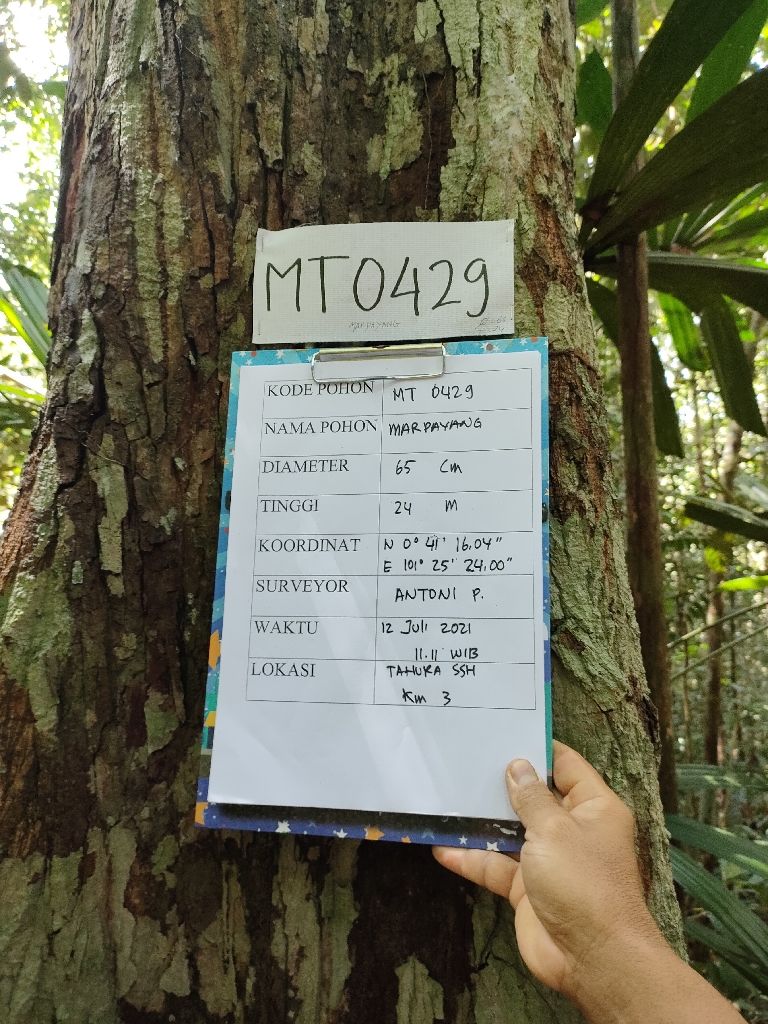 MT0429
MARPAYANG
KODE POHON MT 0429
NAMA POHON MARPAYANG
DIAMETER 65 Cm
TINGGI 24 M
KOORDINAT N 0° 41' 16.04"
E 101° 25' 24.00"
SURVEYOR ANTONI P.
WAKTU 12 Juli 2021
11.11 WIB
LOKASI TAHURA SSH
Km 3